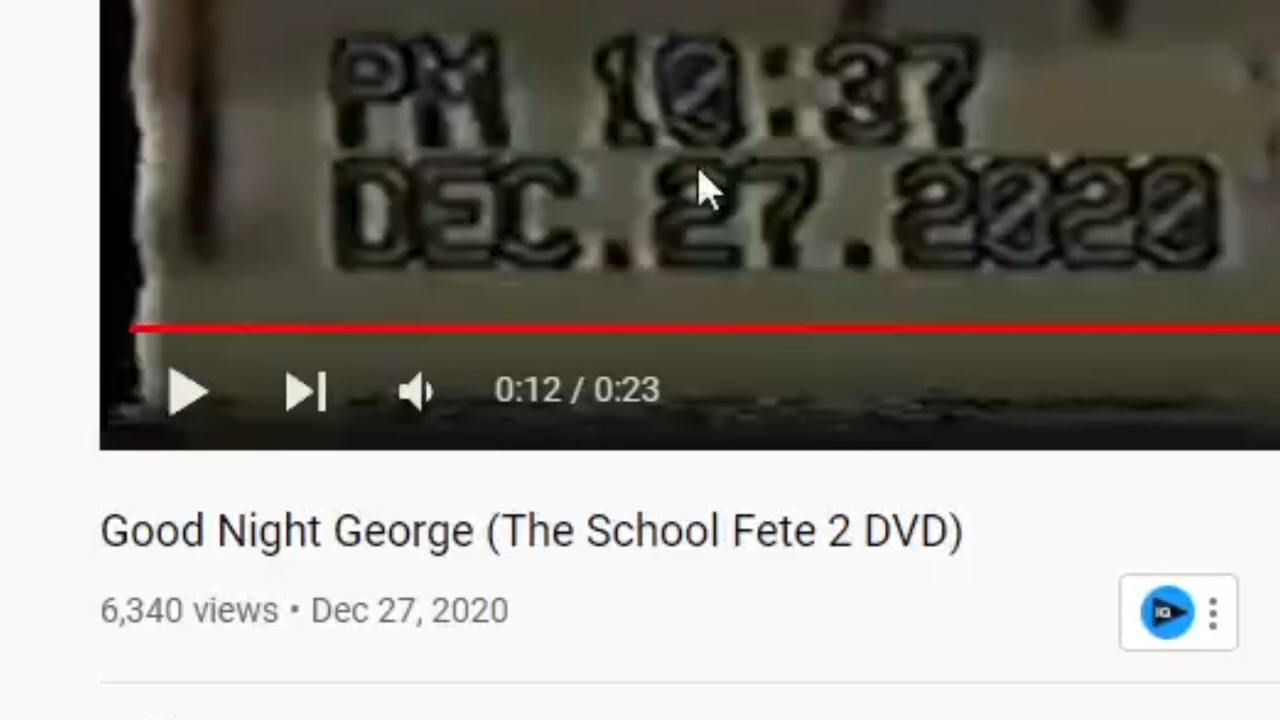 PM 10:37
DEC.27.2020
0:12 / 0:23
Good Night George (The School Fete 2 DVD)
6,340 views • Dec 27, 2020
IQ